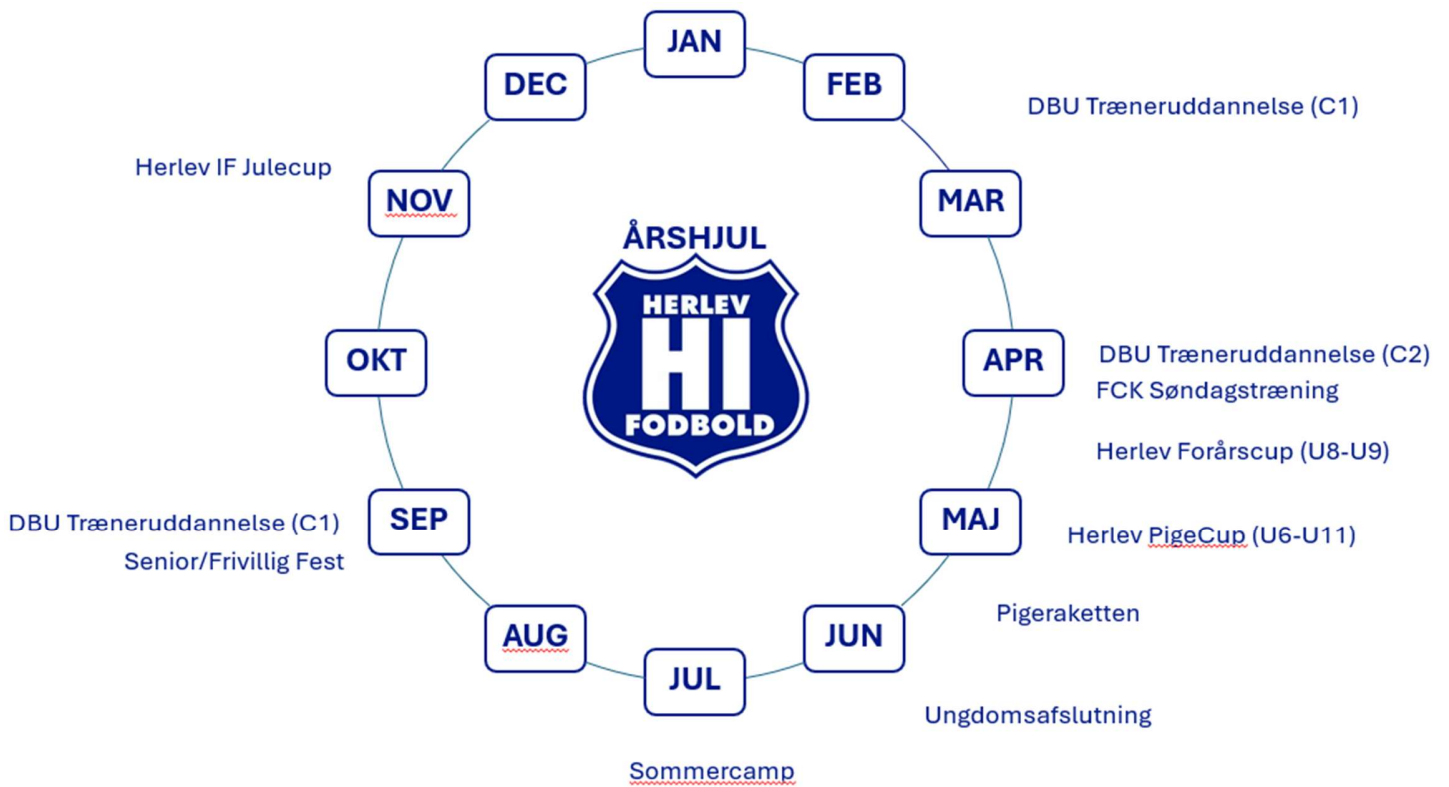 JAN
FEB
DBU Træneruddannelse (C1)
MAR
APR
DBU Træneruddannelse (C2)
FCK Søndagstræning
Herlev Forårscup (U8-U9)
MAJ
Herlev PigeCup (U6-U11)
Pigeraketten
JUN
Ungdomsafslutning
JUL
Sommercamp
AUG
SEP
DBU Træneruddannelse (C1)
Senior/Frivillig Fest
OKT
NOV
Herlev IF Julecup
DEC
ÅRSHJUL
HERLEV
HI
FODBOLD